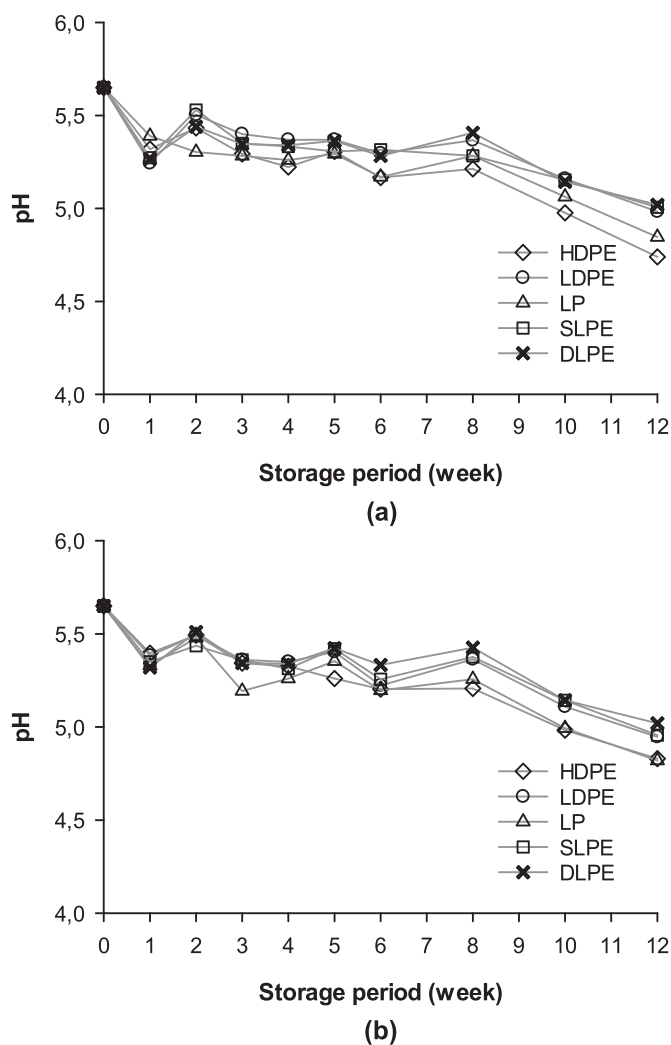 6,0
5,5
5,0
4,5
4,0
pH
HDPE
LDPE
LP
SLPE
DLPE
0 1 2 3 4 5 6 7 8 9 10 11 12
Storage period (week)
(a)
6,0
5,5
5,0
4,5
4,0
pH
HDPE
LDPE
LP
SLPE
DLPE
0 1 2 3 4 5 6 7 8 9 10 11 12
Storage period (week)
(b)